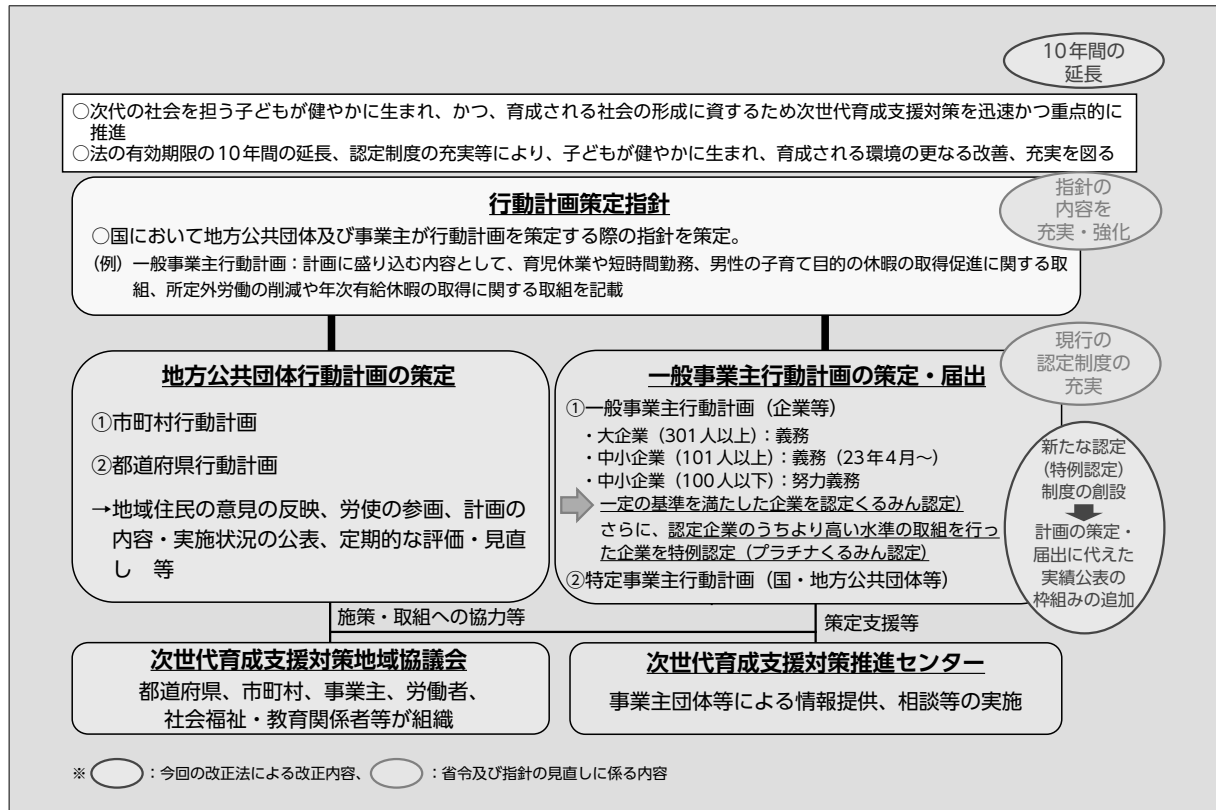 10年間の
延長
○次代の社会を担う子どもが健やかに生まれ、かつ、育成される社会の形成に資するため次世代育成支援対策を迅速かつ重点的に
推進
○法の有効期限の10年間の延長、認定制度の充実等により、子どもが健やかに生まれ、育成される環境の更なる改善、充実を図る
行動計画策定指針
○国において地方公共団体及び事業主が行動計画を策定する際の指針を策定。
（例）一般事業主行動計画：計画に盛り込む内容として、育児休業や短時間勤務、男性の子育て目的の休暇の取得促進に関する取
組、所定外労働の削減や年次有給休暇の取得に関する取組を記載
指針の
内容を
充実・強化
地方公共団体行動計画の策定
①市町村行動計画
②都道府県行動計画
→地域住民の意見の反映、労使の参画、計画の
内容・実施状況の公表、定期的な評価・見直
し　等
一般事業主行動計画の策定・届出
①一般事業主行動計画（企業等）
・大企業（301人以上）：義務
・中小企業（101人以上）：義務（23年4月～）
・中小企業（100人以下）：努力義務
一定の基準を満たした企業を認定くるみん認定）
さらに、認定企業のうちより高い水準の取組を行っ
た企業を特例認定（プラチナくるみん認定）
②特定事業主行動計画（国・地方公共団体等）
現行の
認定制度の
充実
新たな認定
（特例認定）
制度の創設
計画の策定・
届出に代えた
実績公表の
枠組みの追加
施策・取組への協力等
策定支援等
次世代育成支援対策地域協議会
都道府県、市町村、事業主、労働者、
社会福祉・教育関係者等が組織
次世代育成支援対策推進センター
事業主団体等による情報提供、相談等の実施
※　：今回の改正法による改正内容、　：省令及び指針の見直しに係る内容